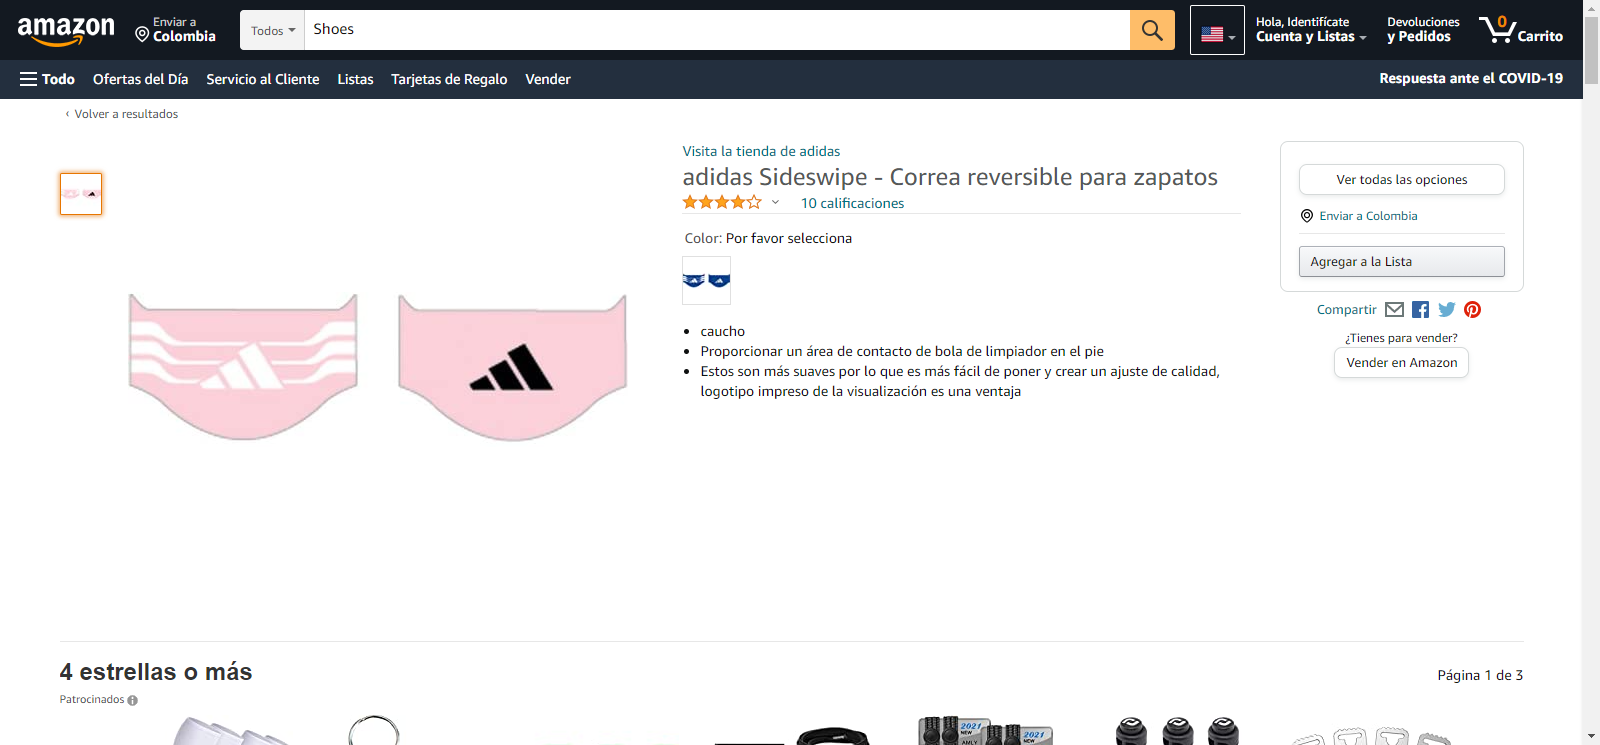 amazon
Enviar a
Colombia
Todos
Shoes
Hola, Identifícate
Cuenta y Listas
Devoluciones
y Pedidos
0
Carrito
Todo
Ofertas del Día
Servicio al Cliente
Listas
Tarjetas de Regalo
Vender
Respuesta ante el COVID-19
‹ Volver a resultados
Visita la tienda de adidas
adidas Sideswipe - Correa reversible para zapatos
10 calificaciones
Color: Por favor selecciona
• caucho
• Proporcionar un área de contacto de bola de limpiador en el pie
• Estos son más suaves por lo que es más fácil de poner y crear un ajuste de calidad,
logotipo impreso de la visualización es una ventaja
Ver todas las opciones
Enviar a Colombia
Agregar a la Lista
Compartir
¿Tienes para vender?
Vender en Amazon
4 estrellas o más
Página 1 de 3
Patrocinados
2021
NEW
AMLY
2021
NEW